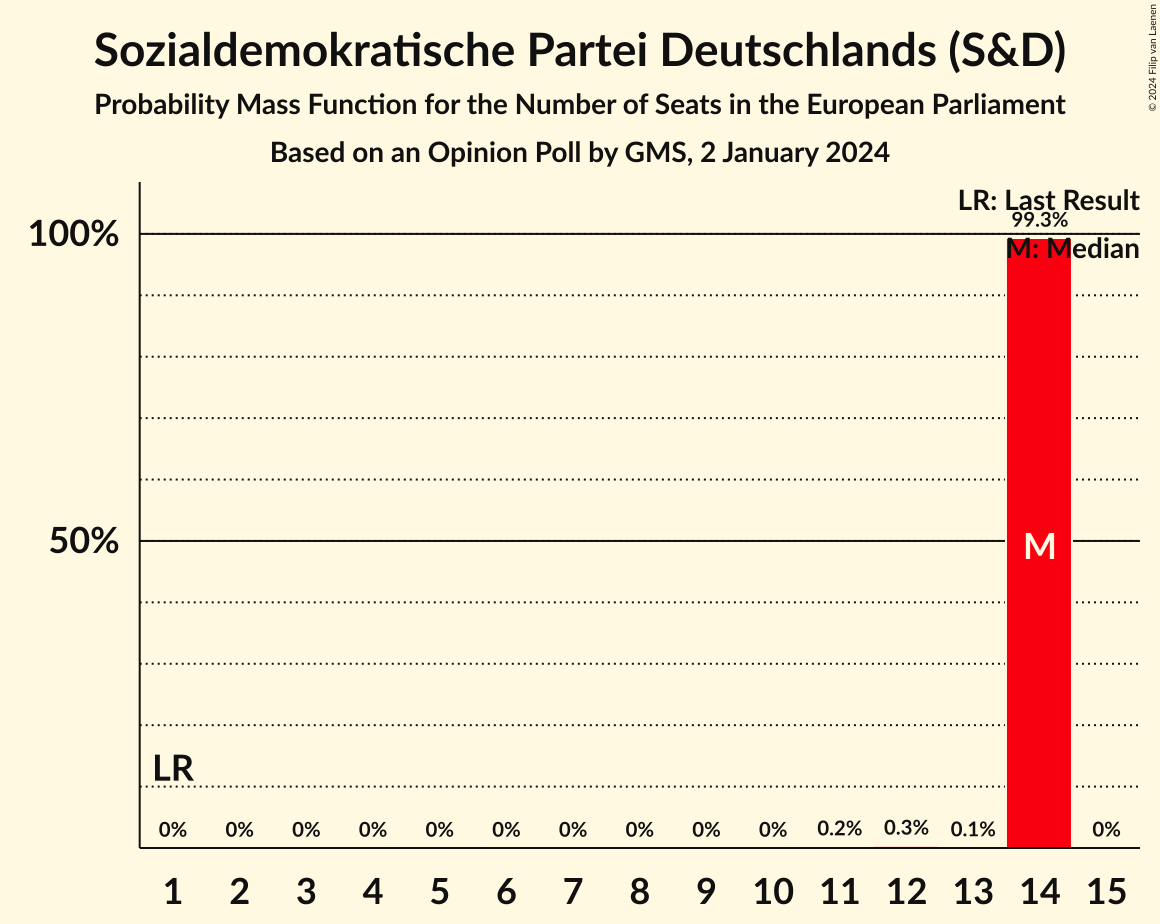 Sozialdemokratische Partei Deutschlands (S&D)
Probability Mass Function for the Number of Seats in the European Parliament
Based on an Opinion Poll by GMS, 2 January 2024
© 2024 Filip van Laenen
LR: Last Result
99.3%
100%
M: Median
50%
M
LR
0% 0% 0% 0% 0% 0% 0% 0% 0% 0% 0.2% 0.3% 0.1% 0%
1 2 3 4 5 6 7 8 9 10 11 12 13 14 15